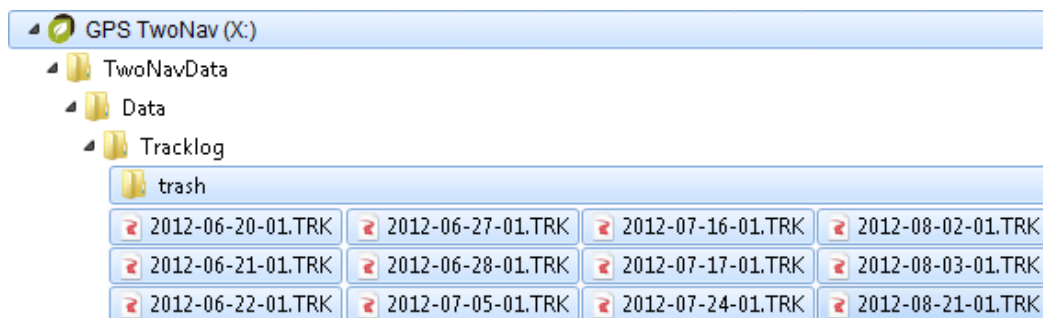 GPS TwoNav (X:)
TwoNavData
Data
Tracklog
trash
2012-06-20-01.TRK 2012-06-27-01.TRK 2012-07-16-01.TRK 2012-08-02-01.TRK
2012-06-21-01.TRK 2012-06-28-01.TRK 2012-07-17-01.TRK 2012-08-03-01.TRK
2012-06-22-01.TRK 2012-07-05-01.TRK 2012-07-24-01.TRK 2012-08-21-01.TRK